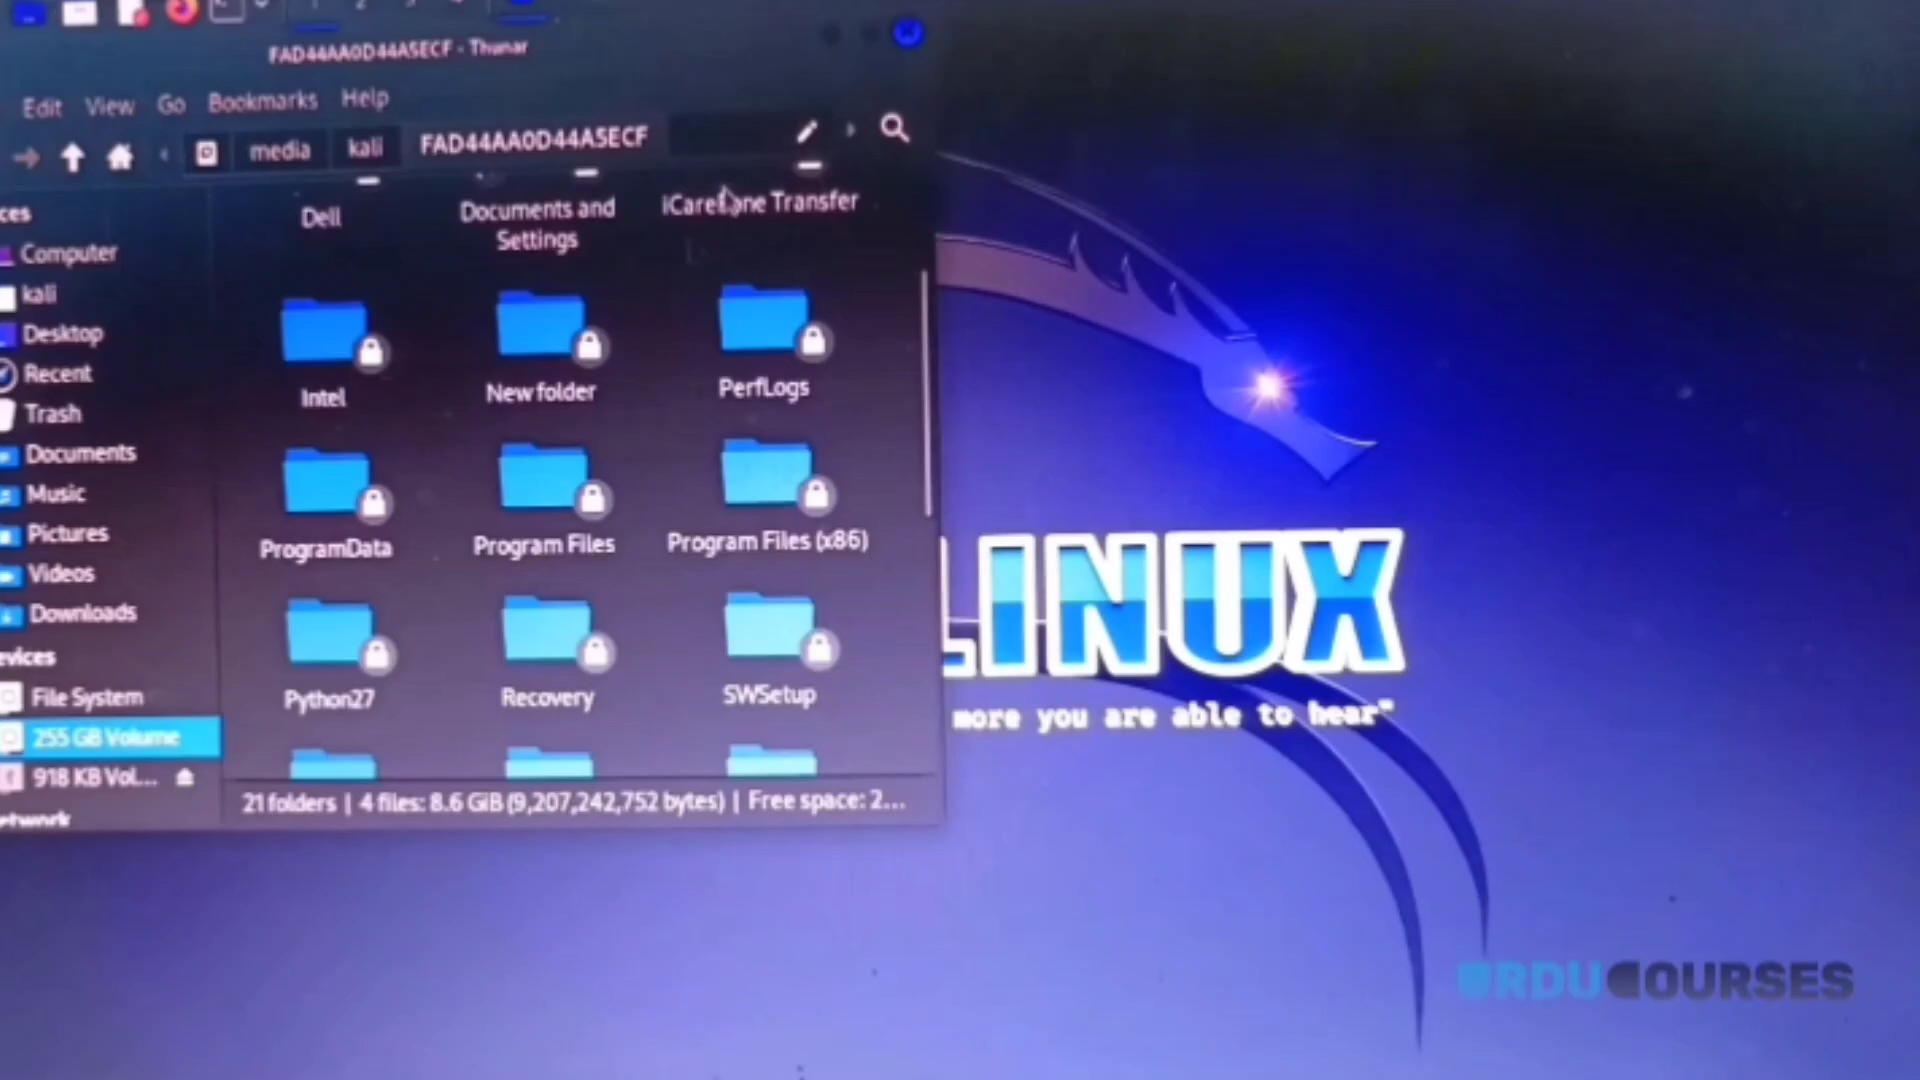 FAD44AA0D44A5ECF - Thunar
Edit View Go Bookmarks Help
media kali FAD44AA0D44A5ECF
Dell
Documents and
Settings
Transfer
Computer
kali
Desktop
Recent
Trash
Documents
Music
Pictures
Videos
Downloads
File System
255 GB Volume
918 KB Vol...
Intel
New folder
PerfLogs
ProgramData
Program Files
Program Files (x86)
Python27
Recovery
SWSetup
21 folders | 4 files: 8.6 GiB (9,207,242,752 bytes) | Free space: 2...
LINUX
more you are able to hear"
URDUCOURSES